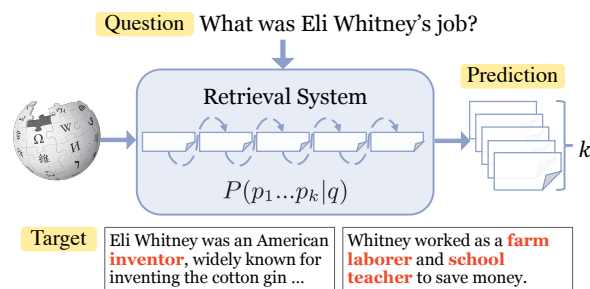 Question What was Eli Whitney's job?
Retrieval System
Prediction
P(p₁...pₖ|q)
k
Target
Eli Whitney was an American
inventor, widely known for
inventing the cotton gin ...
Whitney worked as a farm
laborer and school
teacher to save money.